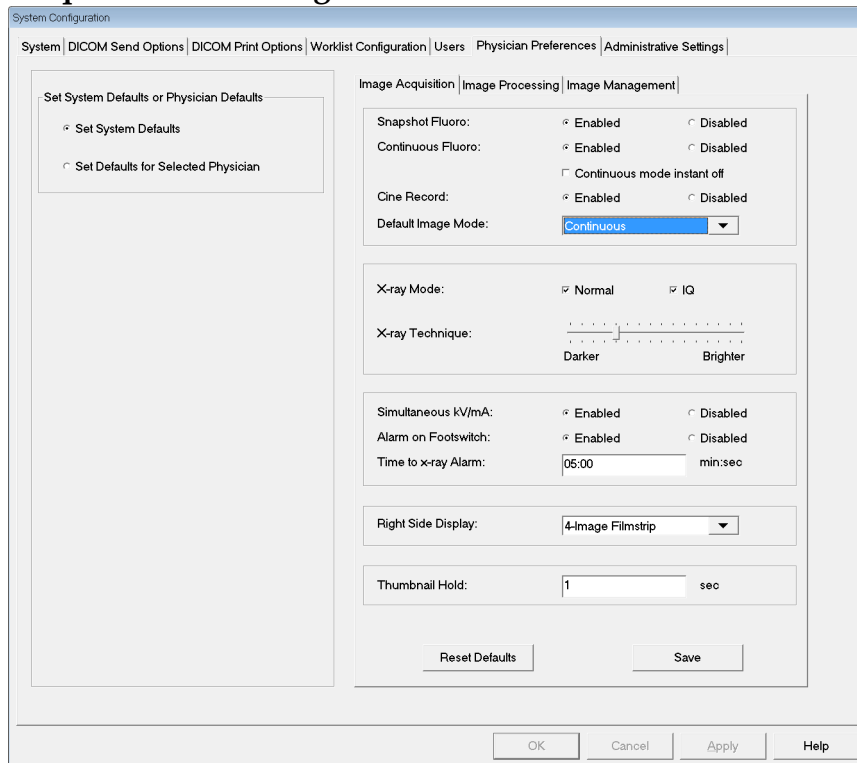 System Configuration
System DICOM Send Options DICOM Print Options Worklist Configuration Users Physician Preferences Administrative Settings
Set System Defaults or Physician Defaults
Set System Defaults
Set Defaults for Selected Physician
Image Acquisition Image Processing Image Management
Snapshot Fluoro: Enabled Disabled
Continuous Fluoro: Enabled Disabled
Continuous mode instant off
Cine Record: Enabled Disabled
Default Image Mode: Continuous
X-ray Mode: Normal IQ
X-ray Technique:
Darker Brighter
Simultaneous kV/mA: Enabled Disabled
Alarm on Footswitch: Enabled Disabled
Time to x-ray Alarm: 05:00 min:sec
Right Side Display: 4-Image Filmstrip
Thumbnail Hold: 1 sec
Reset Defaults Save
OK Cancel Apply Help